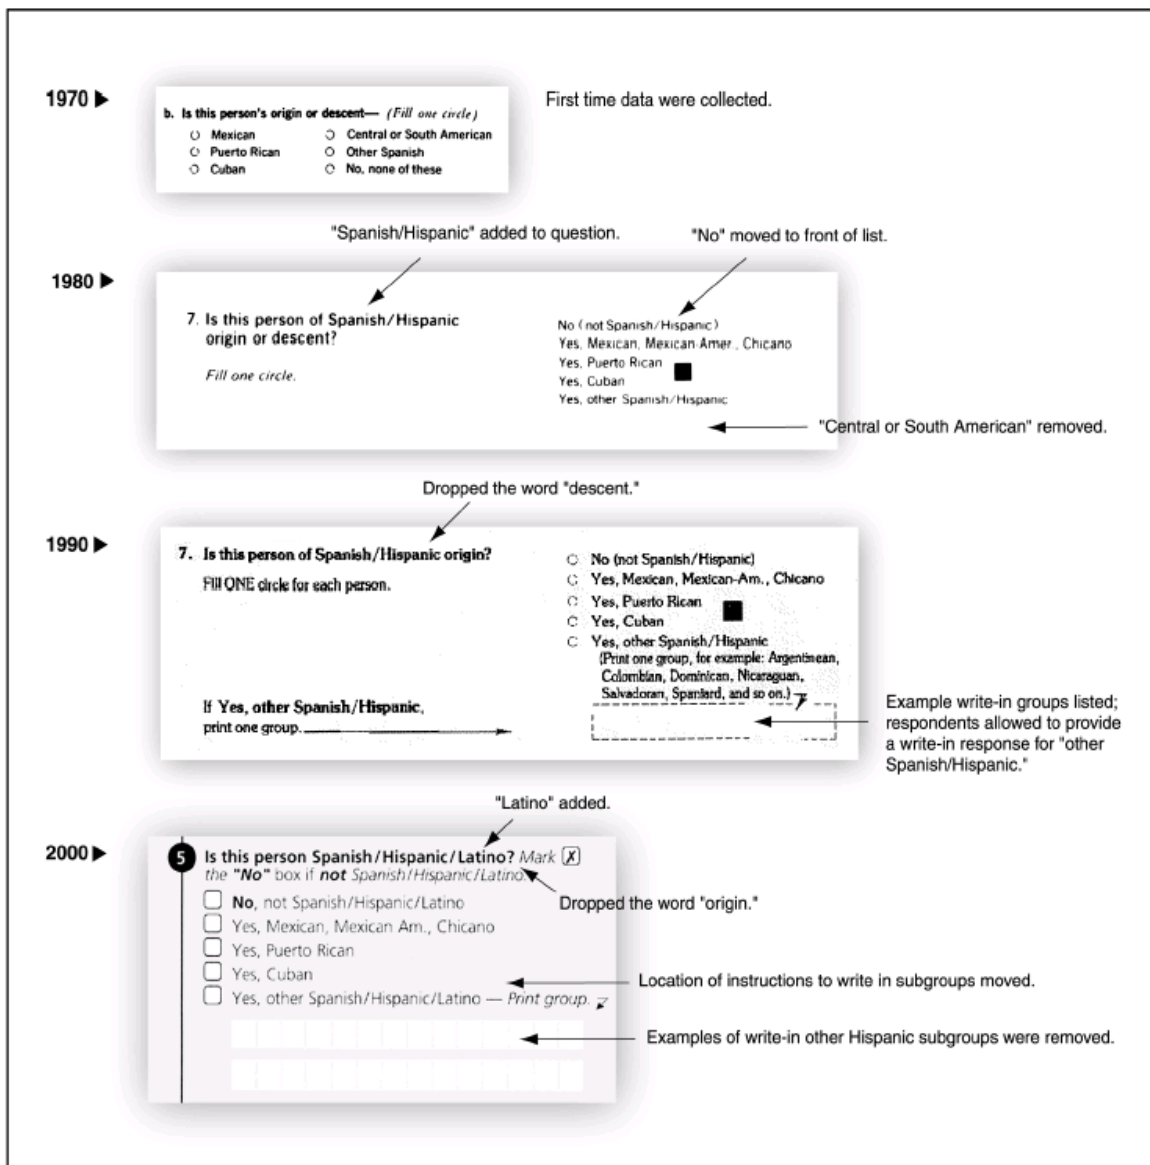 1970 ▶
First time data were collected.
b. Is this person's origin or descent— (Fill one circle)
Mexican
Central or South American
Puerto Rican
Other Spanish
Cuban
No, none of these
"Spanish/Hispanic" added to question.
"No" moved to front of list.
1980 ▶
7. Is this person of Spanish/Hispanic
origin or descent?
Fill one circle.
No (not Spanish/Hispanic)
Yes, Mexican, Mexican-Amer., Chicano
Yes, Puerto Rican
Yes, Cuban
Yes, other Spanish/Hispanic
"Central or South American" removed.
Dropped the word "descent."
1990 ▶
7. Is this person of Spanish/Hispanic origin?
Fill ONE circle for each person.
No (not Spanish/Hispanic)
Yes, Mexican, Mexican-Am., Chicano
Yes, Puerto Rican
Yes, Cuban
Yes, other Spanish/Hispanic
(Print one group, for example: Argentinean,
Colombian, Dominican, Nicaraguan,
Salvadoran, Spaniard, and so on.)
If Yes, other Spanish/Hispanic,
print one group.
Example write-in groups listed;
respondents allowed to provide
a write-in response for "other
Spanish/Hispanic."
"Latino" added.
2000 ▶
5 Is this person Spanish/Hispanic/Latino? Mark X
the "No" box if not Spanish/Hispanic/Latino.
No, not Spanish/Hispanic/Latino
Dropped the word "origin."
Yes, Mexican, Mexican Am., Chicano
Yes, Puerto Rican
Yes, Cuban
Location of instructions to write in subgroups moved.
Yes, other Spanish/Hispanic/Latino — Print group.
Examples of write-in other Hispanic subgroups were removed.